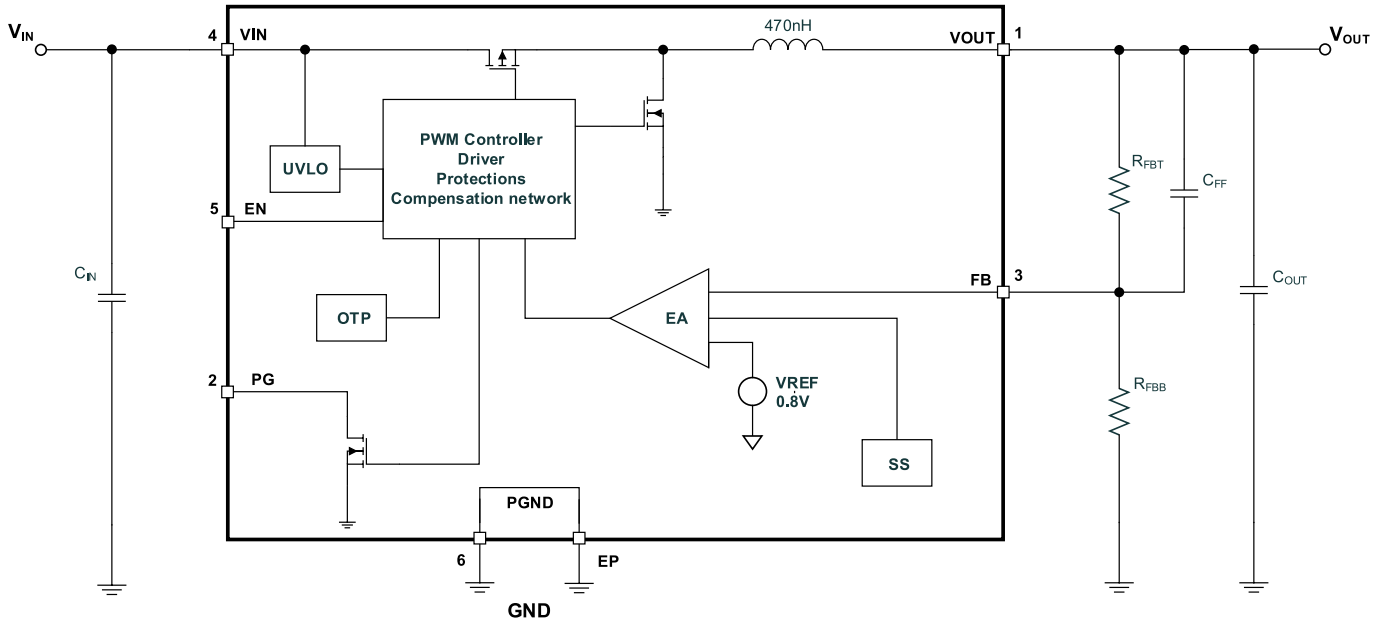 470nH
VIN
4
VIN
VOUT
1
VOUT
PWM Controller
Driver
Protections
Compensation network
UVLO
RFBT
CFF
5
EN
CIN
FB
3
COUT
OTP
EA
2
PG
VREF
0.8V
RFBB
SS
PGND
6
EP
GND